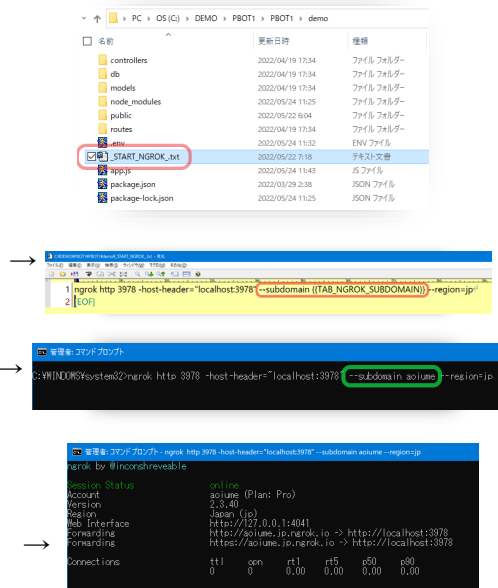 PC > OS (C:) > DEMO > PBOT1 > PBOT1 > demo
名前 更新日時 種類
controllers 2022/04/19 17:34 ファイル フォルダー
db 2022/04/19 17:34 ファイル フォルダー
models 2022/04/19 17:34 ファイル フォルダー
node_modules 2022/05/24 11:25 ファイル フォルダー
public 2022/05/22 6:04 ファイル フォルダー
routes 2022/04/19 17:34 ファイル フォルダー
.env 2022/05/24 11:32 ENV ファイル
_START_NGROK_.txt 2022/05/22 7:18 テキスト文書
app.js 2022/05/24 11:43 JS ファイル
package.json 2022/03/29 2:38 JSON ファイル
package-lock.json 2022/05/24 11:25 JSON ファイル
1 ngrok http 3978 -host-header="localhost:3978" --subdomain {{TAB_NGROK_SUBDOMAIN}} --region=jp
2 [EOF]
管理者: コマンド プロンプト
C:¥WINDOWS¥system32>ngrok http 3978 -host-header="localhost:3978" --subdomain aoiume --region=jp
管理者: コマンド プロンプト - ngrok http 3978 -host-header="localhost:3978" --subdomain aoiume --region=jp
ngrok by @inconshreveable
Session Status online
Account aoiume (Plan: Pro)
Version 2.3.40
Region Japan (jp)
Web Interface http://127.0.0.1:4041
Forwarding http://aoiume.jp.ngrok.io -> http://localhost:3978
Forwarding https://aoiume.jp.ngrok.io -> http://localhost:3978
Connections ttl opn rt1 rt5 p50 p90
0 0 0.00 0.00 0.00 0.00